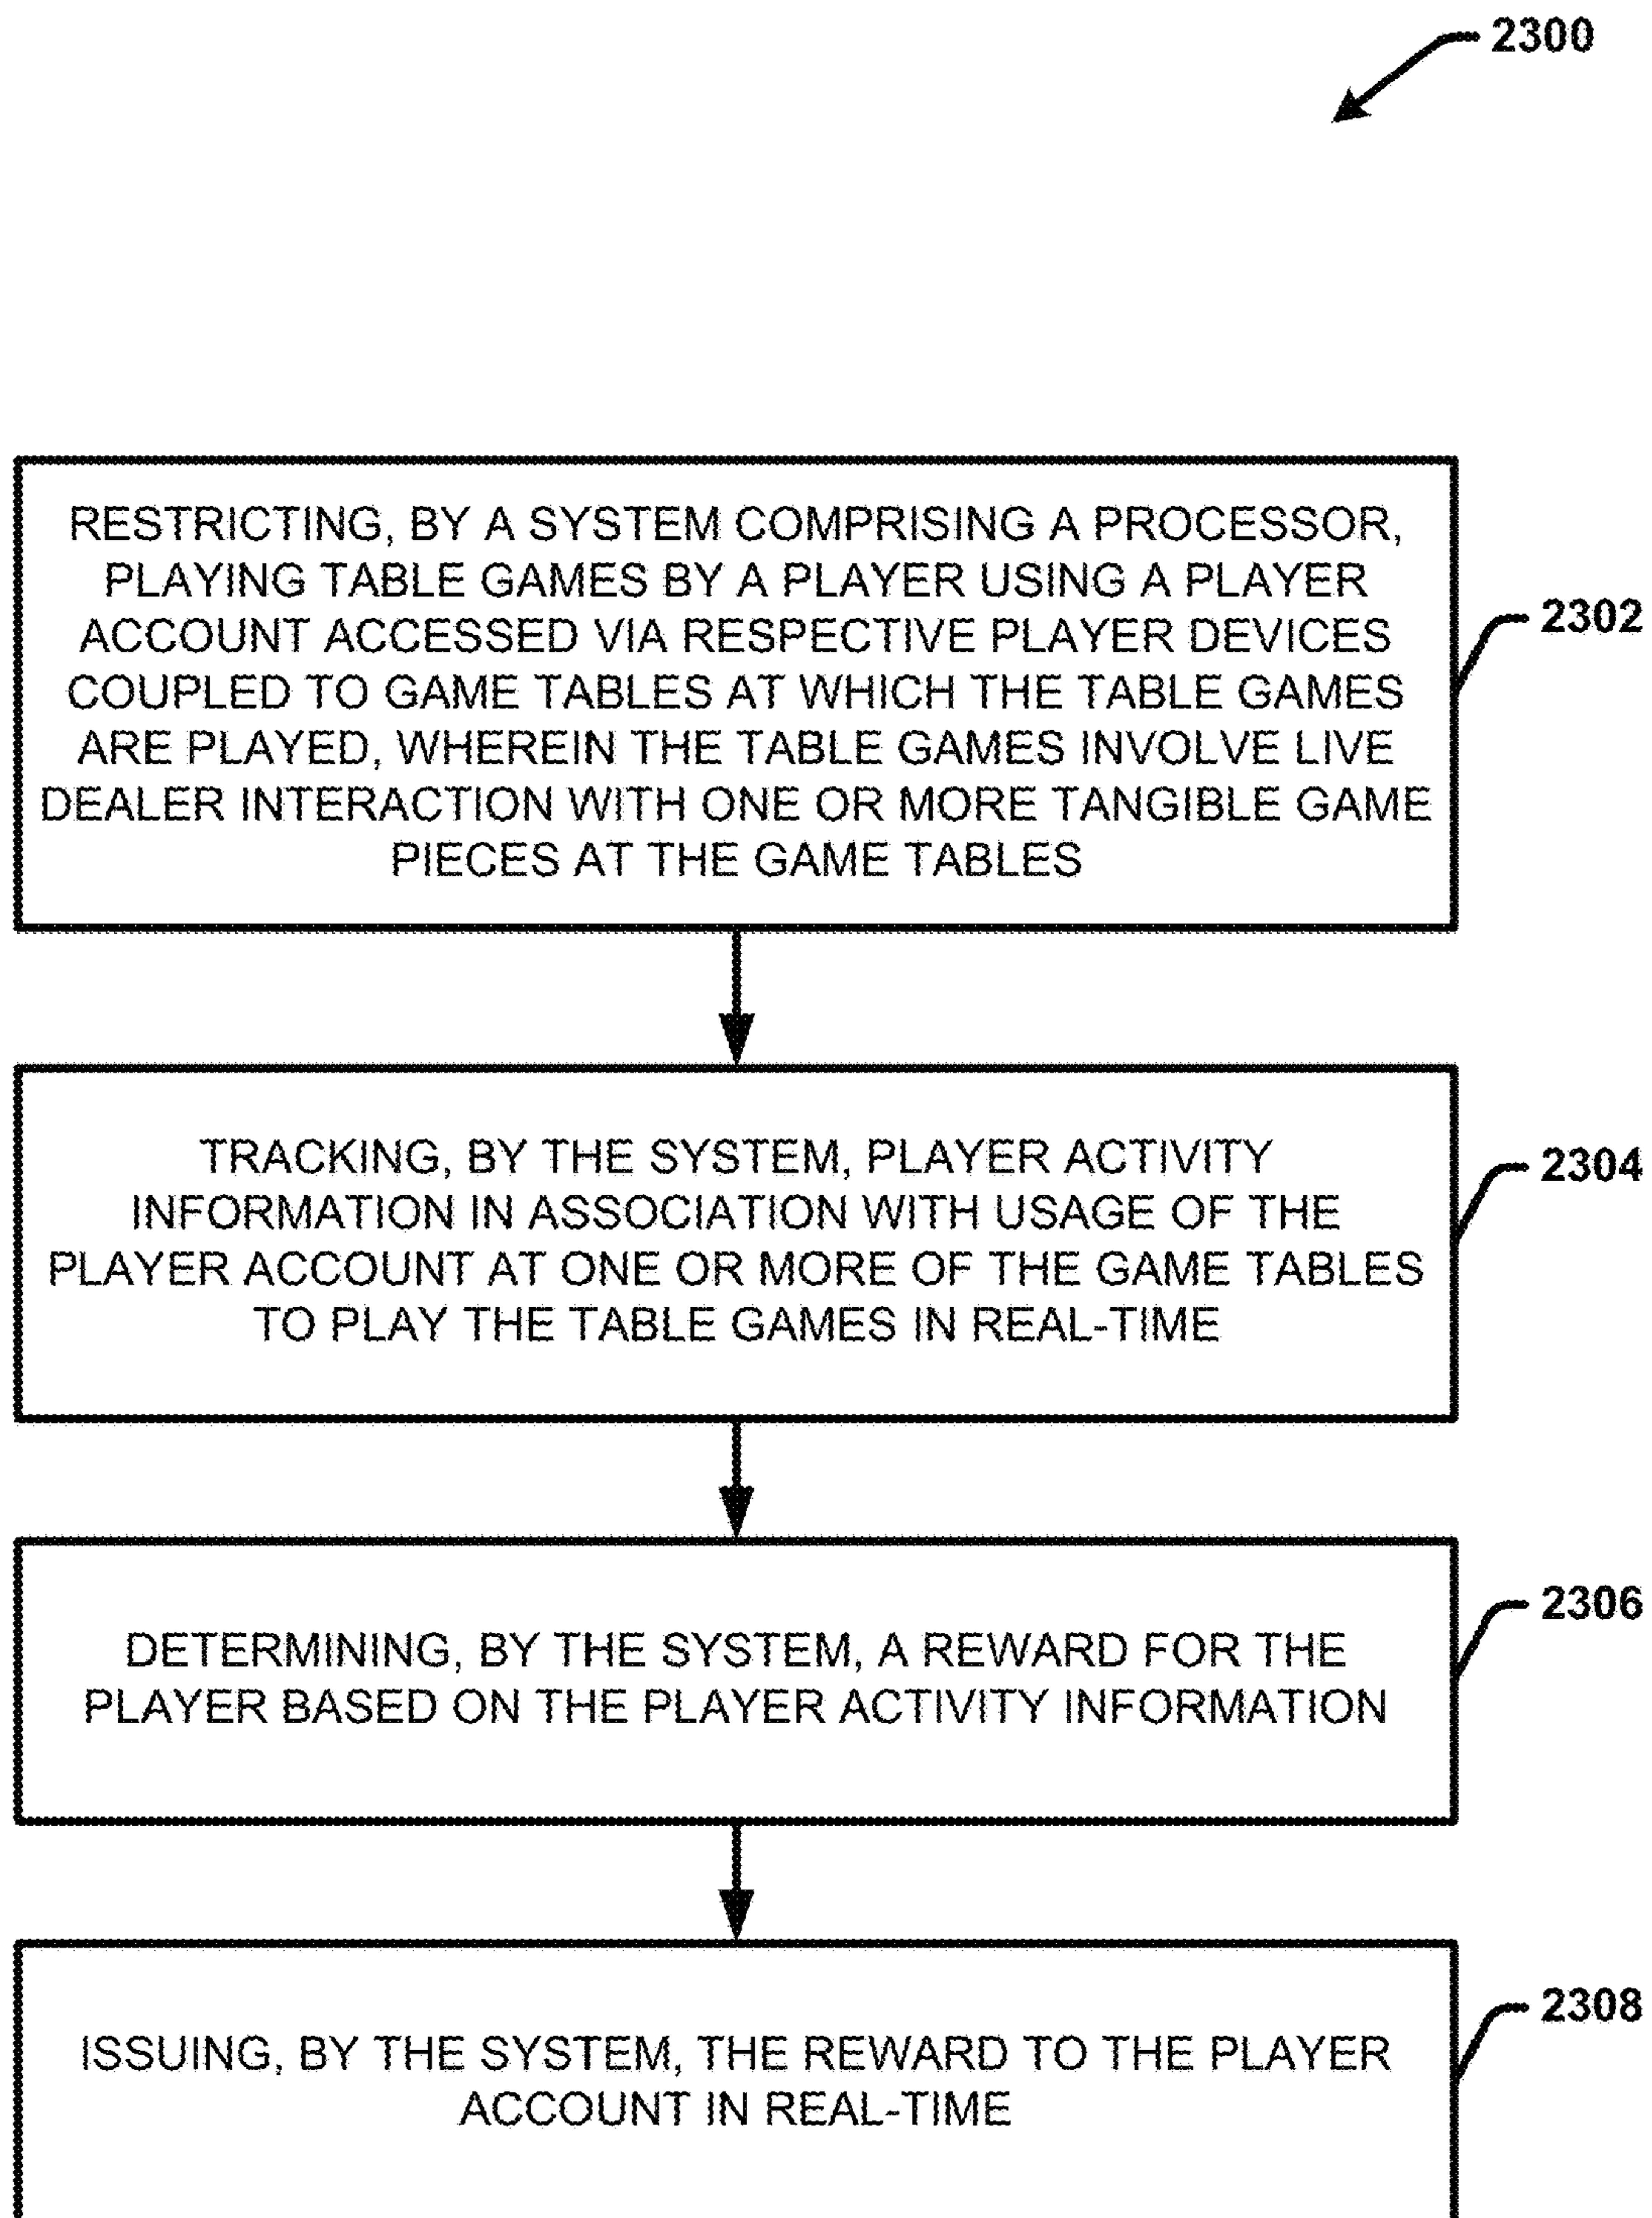 2300
RESTRICTING, BY A SYSTEM COMPRISING A PROCESSOR,
PLAYING TABLE GAMES BY A PLAYER USING A PLAYER
ACCOUNT ACCESSED VIA RESPECTIVE PLAYER DEVICES
COUPLED TO GAME TABLES AT WHICH THE TABLE GAMES
ARE PLAYED, WHEREIN THE TABLE GAMES INVOLVE LIVE
DEALER INTERACTION WITH ONE OR MORE TANGIBLE GAME
PIECES AT THE GAME TABLES
2302
TRACKING, BY THE SYSTEM, PLAYER ACTIVITY
INFORMATION IN ASSOCIATION WITH USAGE OF THE
PLAYER ACCOUNT AT ONE OR MORE OF THE GAME TABLES
TO PLAY THE TABLE GAMES IN REAL-TIME
2304
DETERMINING, BY THE SYSTEM, A REWARD FOR THE
PLAYER BASED ON THE PLAYER ACTIVITY INFORMATION
2306
ISSUING, BY THE SYSTEM, THE REWARD TO THE PLAYER
ACCOUNT IN REAL-TIME
2308